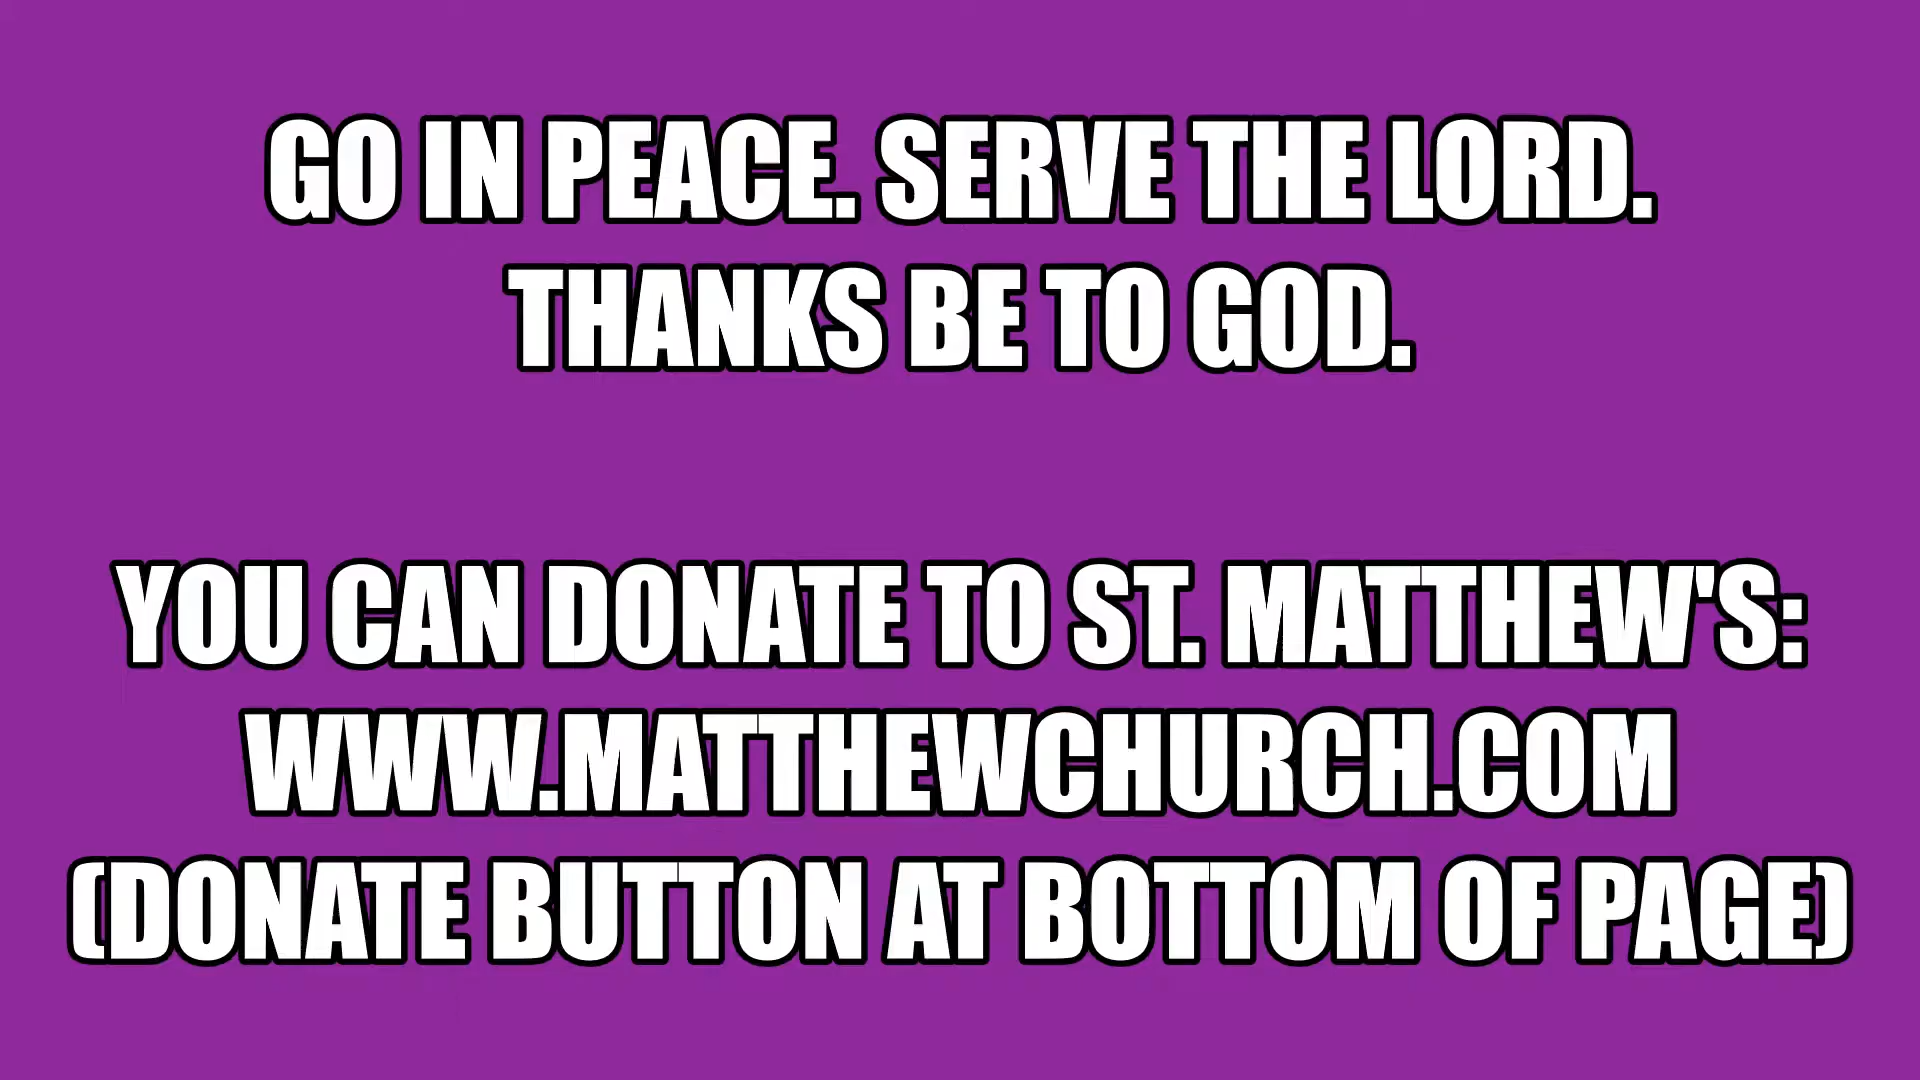 GO IN PEACE. SERVE THE LORD.
THANKS BE TO GOD.
YOU CAN DONATE TO ST. MATTHEW'S:
WWW.MATTHEWCHURCH.COM
(DONATE BUTTON AT BOTTOM OF PAGE)